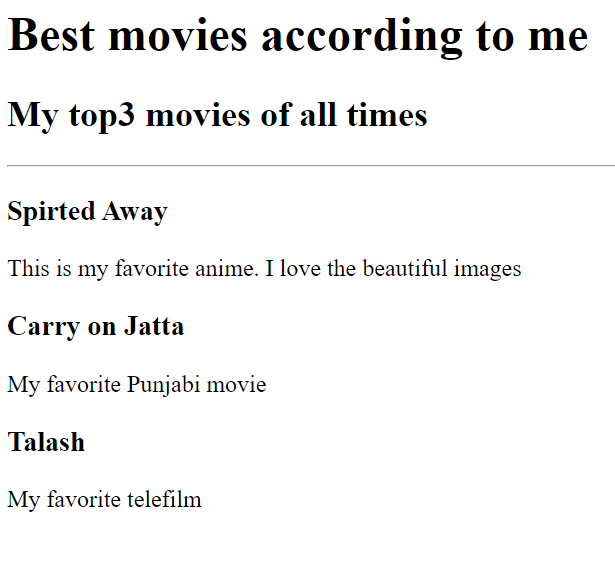 Best movies according to me
My top3 movies of all times
Spirted Away
This is my favorite anime. I love the beautiful images
Carry on Jatta
My favorite Punjabi movie
Talash
My favorite telefilm